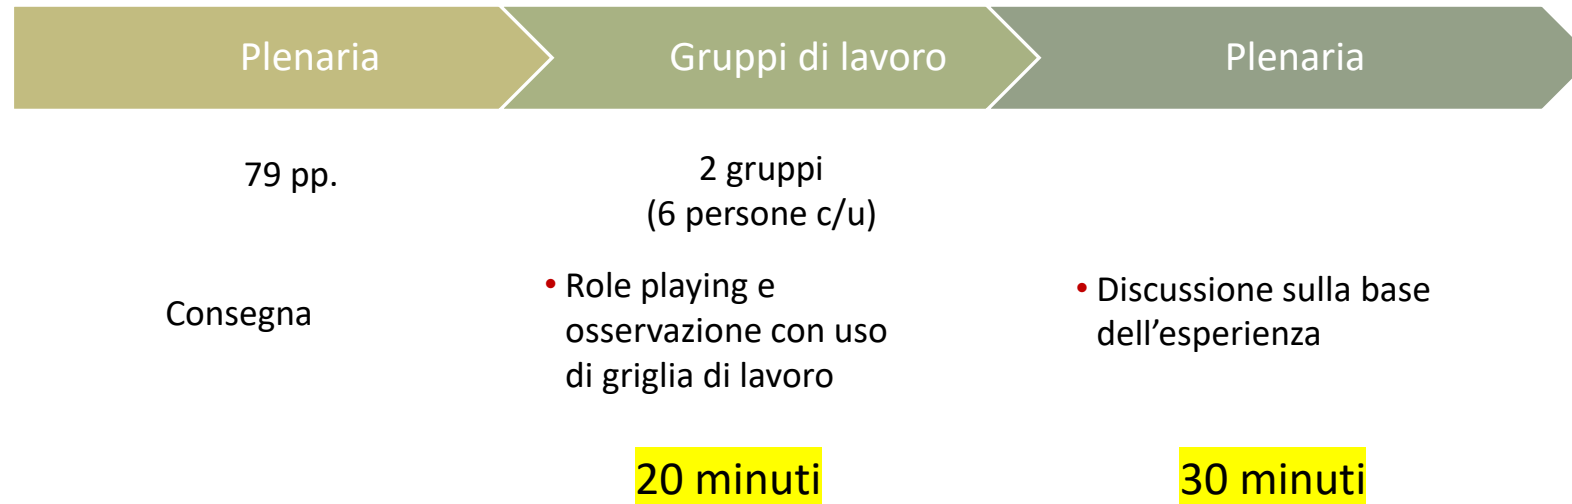 Plenaria
Gruppi di lavoro
Plenaria
79 pp.
2 gruppi
(6 persone c/u)
Consegna
• Role playing e
osservazione con uso
di griglia di lavoro
• Discussione sulla base
dell’esperienza
20 minuti
30 minuti